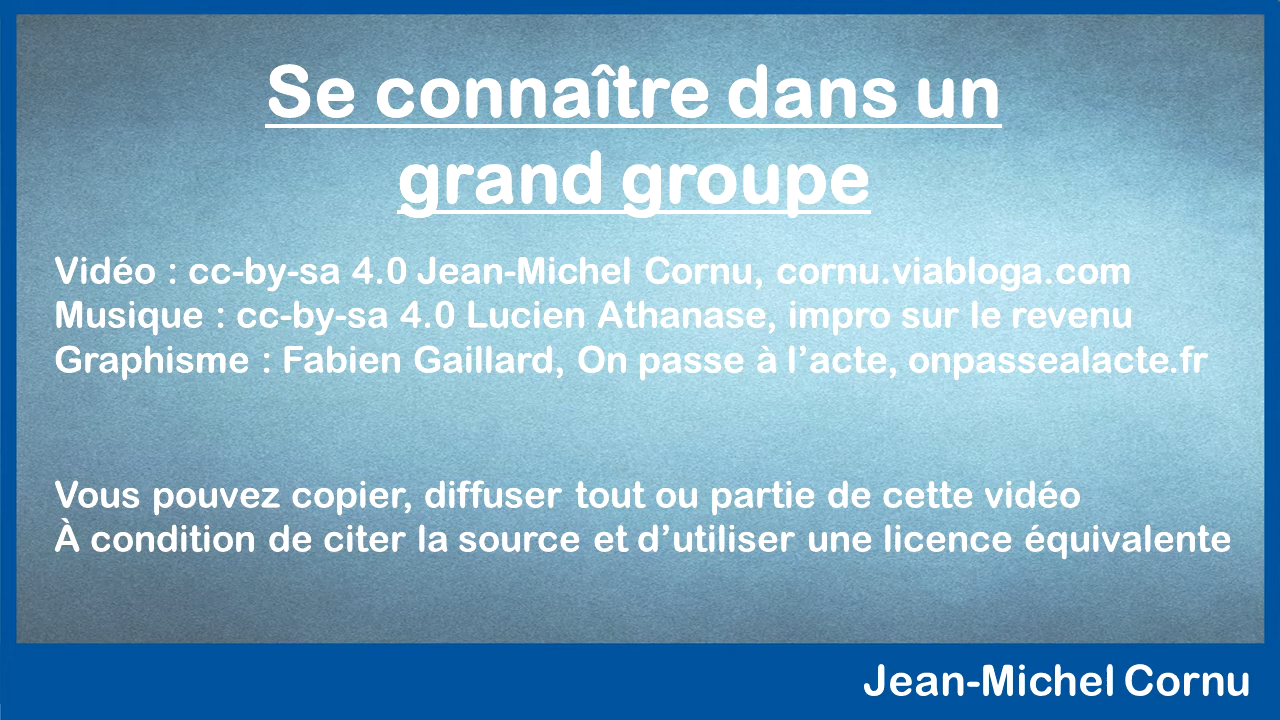 Se connaître dans un
grand groupe
Vidéo : cc-by-sa 4.0 Jean-Michel Cornu, cornu.viabloga.com
Musique : cc-by-sa 4.0 Lucien Athanase, impro sur le revenu
Graphisme : Fabien Gaillard, On passe à l’acte, onpassealacte.fr
Vous pouvez copier, diffuser tout ou partie de cette vidéo
À condition de citer la source et d’utiliser une licence équivalente
Jean-Michel Cornu